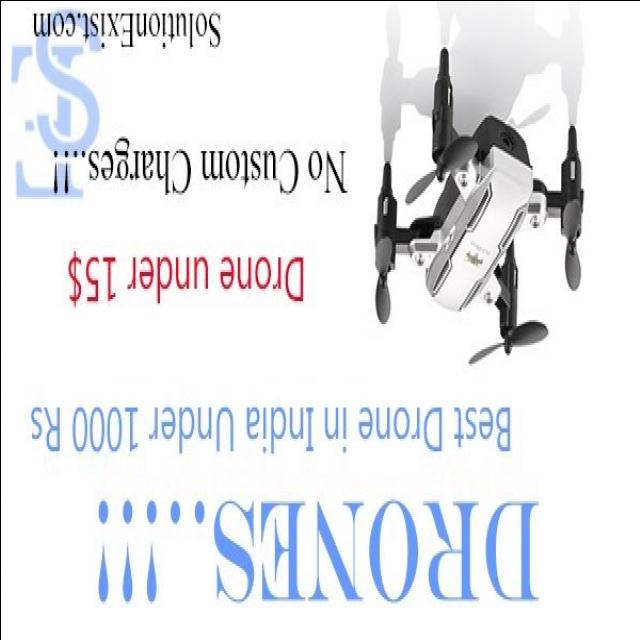 DRONES.....!!!
Best Drone in India Under 1000 Rs
Drone under 15$
No Custom Charges...!!!
SolutionExist.com